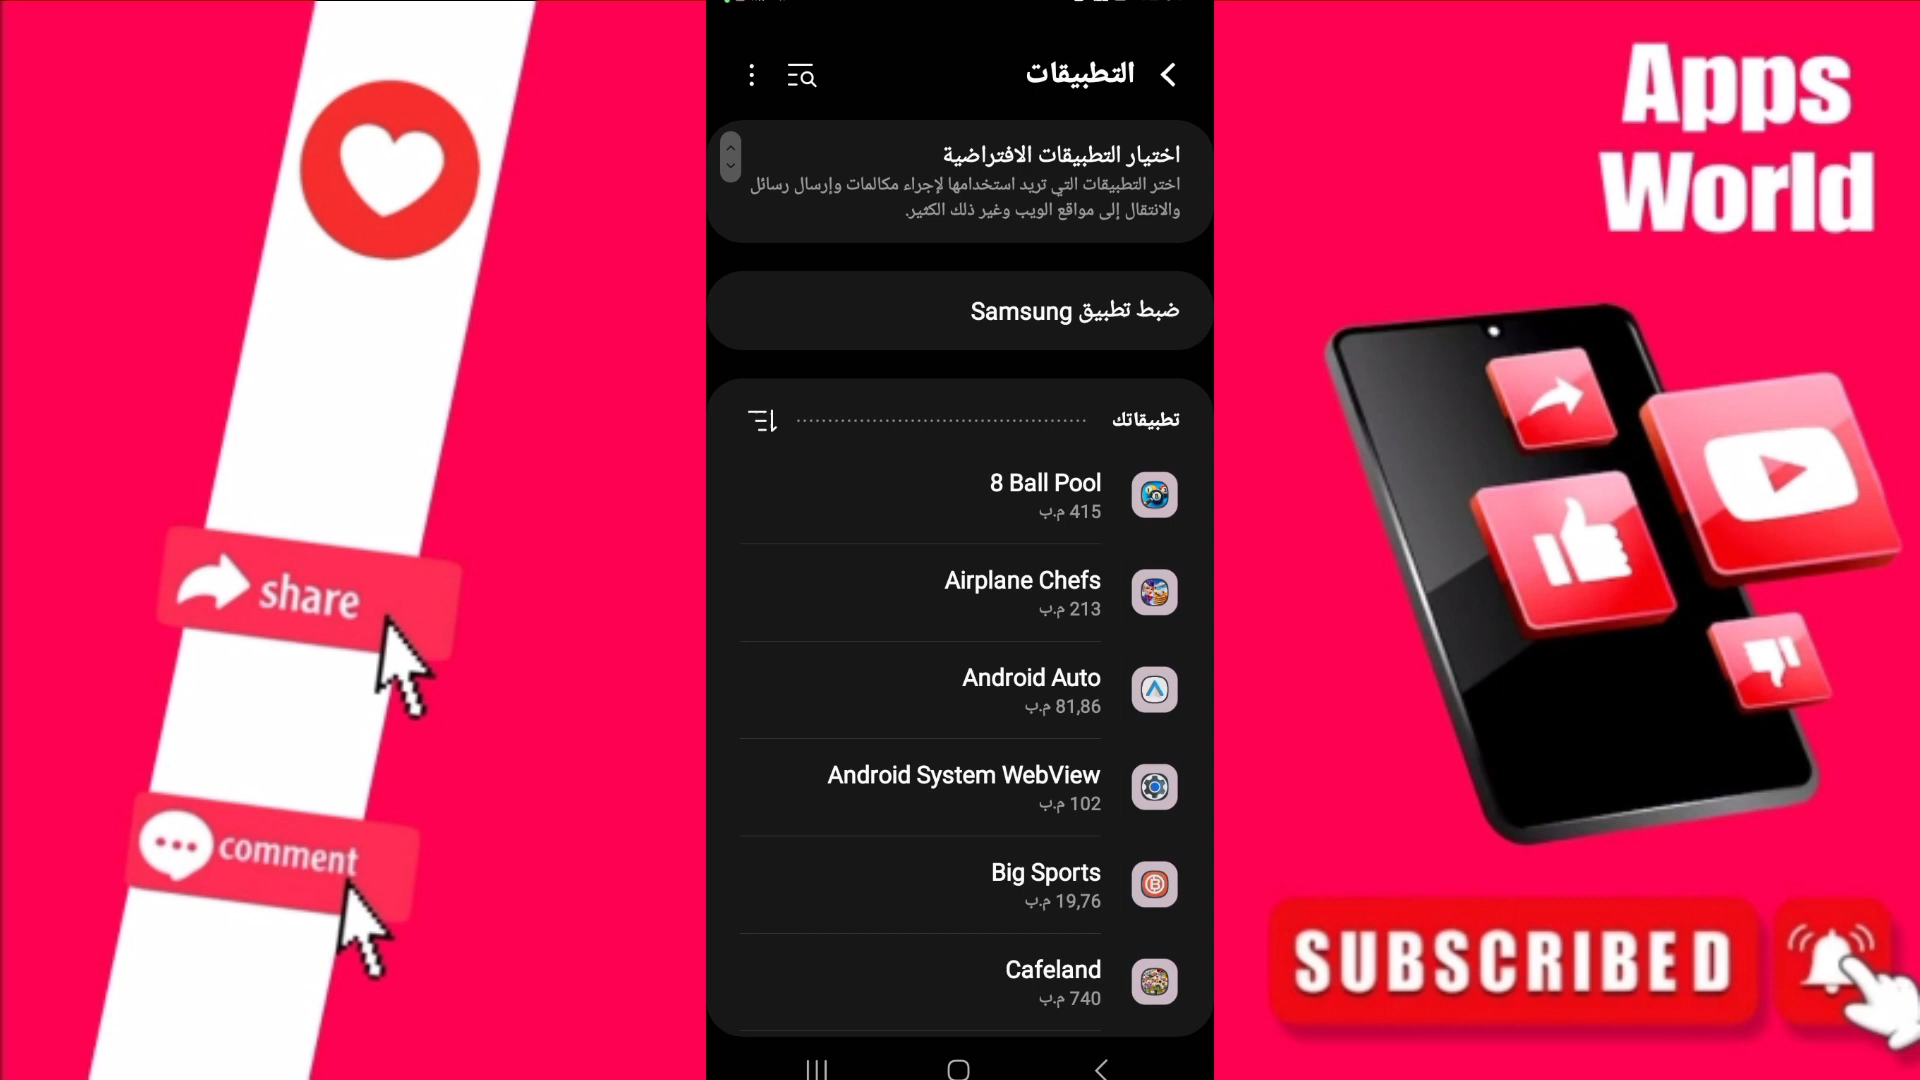 التطبيقات
اختيار التطبيقات الافتراضية
اختر التطبيقات التي تريد استخدامها لإجراء مكالمات وإرسال رسائل
والانتقال إلى مواقع الويب وغير ذلك الكثير.
ضبط تطبيق Samsung
تطبيقاتك
8 Ball Pool
415 م.ب
Airplane Chefs
213 م.ب
Android Auto
81,86 م.ب
Android System WebView
102 م.ب
Big Sports
19,76 م.ب
Cafeland
740 م.ب
share
comment
Apps
World
SUBSCRIBED